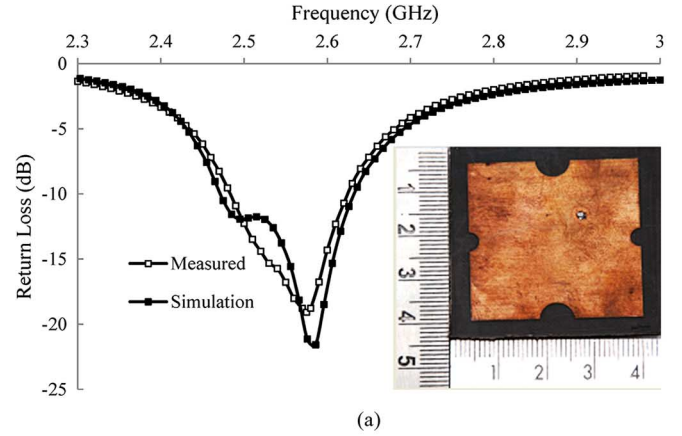 Frequency (GHz)
2.3 2.4 2.5 2.6 2.7 2.8 2.9 3
0
-5
-10
-15
-20
-25
Return Loss (dB)
Measured
Simulation
1
2
3
4
5
1 2 3 4
(a)